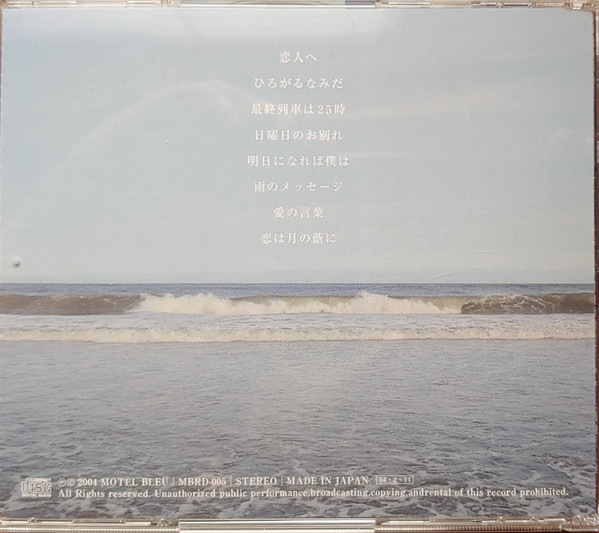 恋人へ
ひろがるなみだ
最終列車は25時
日曜日のお別れ
明日になれば僕は
雨のメッセージ
愛の言葉
恋は月の蔭に
℗© 2004 MOTEL BLEU | MBRD-005 | STEREO | MADE IN JAPAN 04・2・11
All Rights reserved. Unauthorized public performance,broadcasting,copying,andrental of this record prohibited.